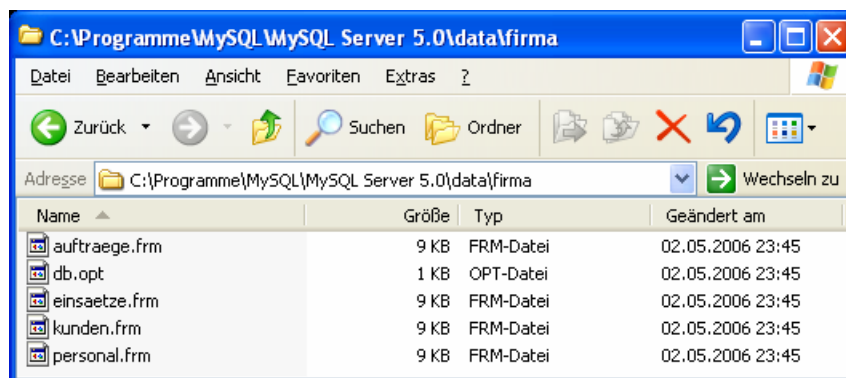 C:\Programme\MySQL\MySQL Server 5.0\data\firma
Datei Bearbeiten Ansicht Favoriten Extras ?
Zurück Suchen Ordner
Adresse C:\Programme\MySQL\MySQL Server 5.0\data\firma Wechseln zu
Name Größe Typ Geändert am
auftraege.frm 9 KB FRM-Datei 02.05.2006 23:45
db.opt 1 KB OPT-Datei 02.05.2006 23:45
einsaetze.frm 9 KB FRM-Datei 02.05.2006 23:45
kunden.frm 9 KB FRM-Datei 02.05.2006 23:45
personal.frm 9 KB FRM-Datei 02.05.2006 23:45